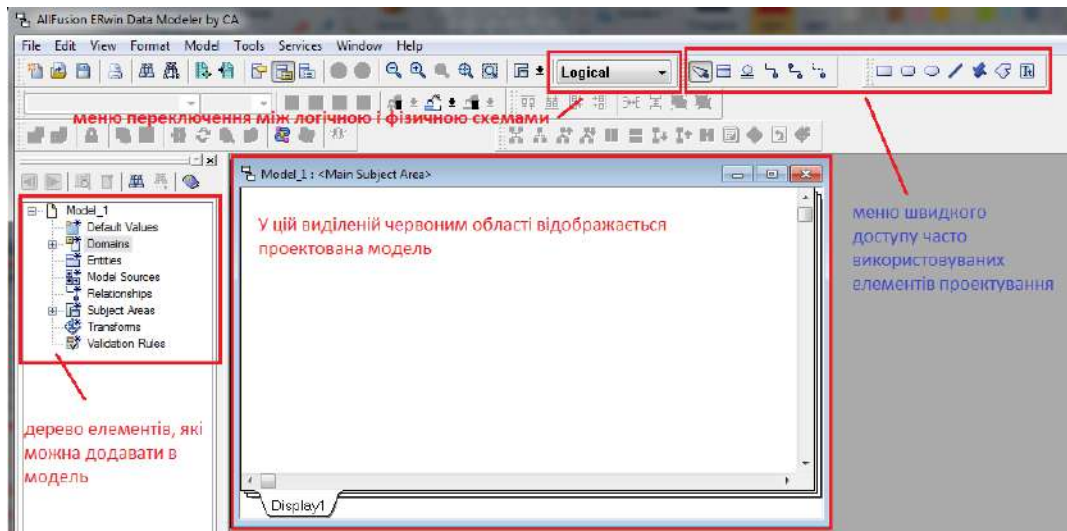 AllFusion ERwin Data Modeler by CA
File Edit View Format Model Tools Services Window Help
Logical
меню переключення між логічною і фізичною схемами
Model_1 : <Main Subject Area>
Model_1
Default Values
Domains
Entities
Model Sources
Relationships
Subject Areas
Transforms
Validation Rules
У цій виділеній червоним області відображається
проектована модель
меню швидкого
доступу часто
використовуваних
елементів проектування
дерево елементів, які
можна додавати в
модель
Display1